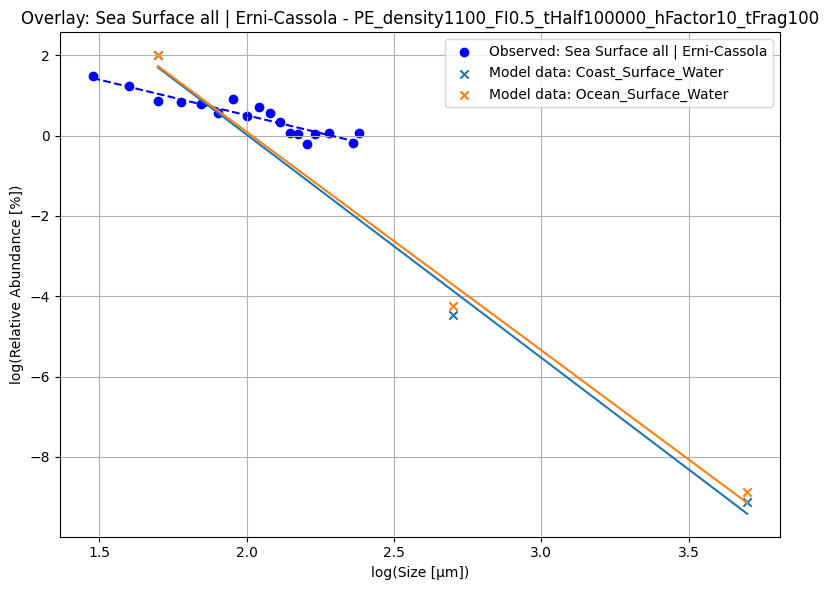 Overlay: Sea Surface all | Erni-Cassola - PE_density1100_FI0.5_tHalf100000_hFactor10_tFrag100
Observed: Sea Surface all | Erni-Cassola
Model data: Coast_Surface_Water
Model data: Ocean_Surface_Water
log(Relative Abundance [%])
2
0
−2
−4
−6
−8
1.5 2.0 2.5 3.0 3.5
log(Size [μm])